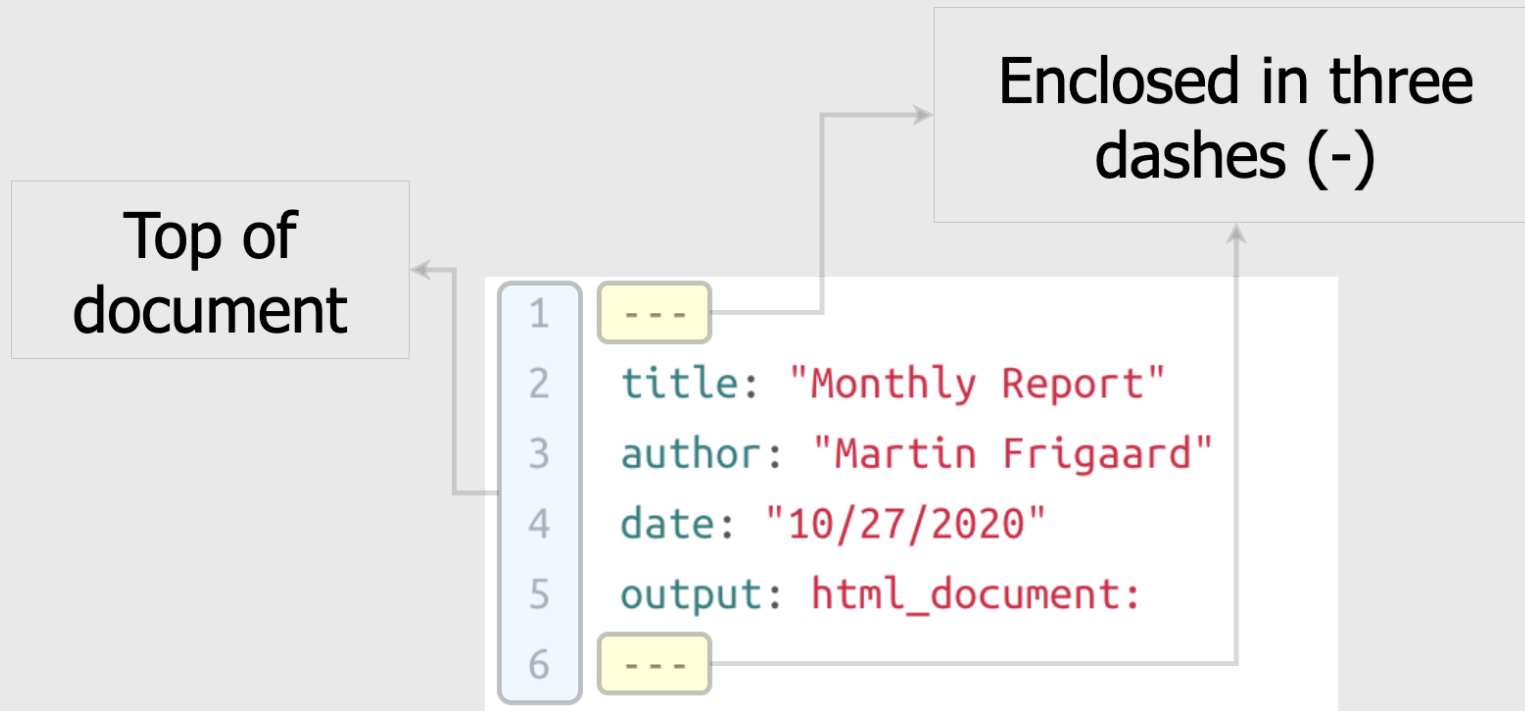 Enclosed in three
dashes (-)
Top of
document
1 ---
2 title: "Monthly Report"
3 author: "Martin Frigaard"
4 date: "10/27/2020"
5 output: html_document:
6 ---